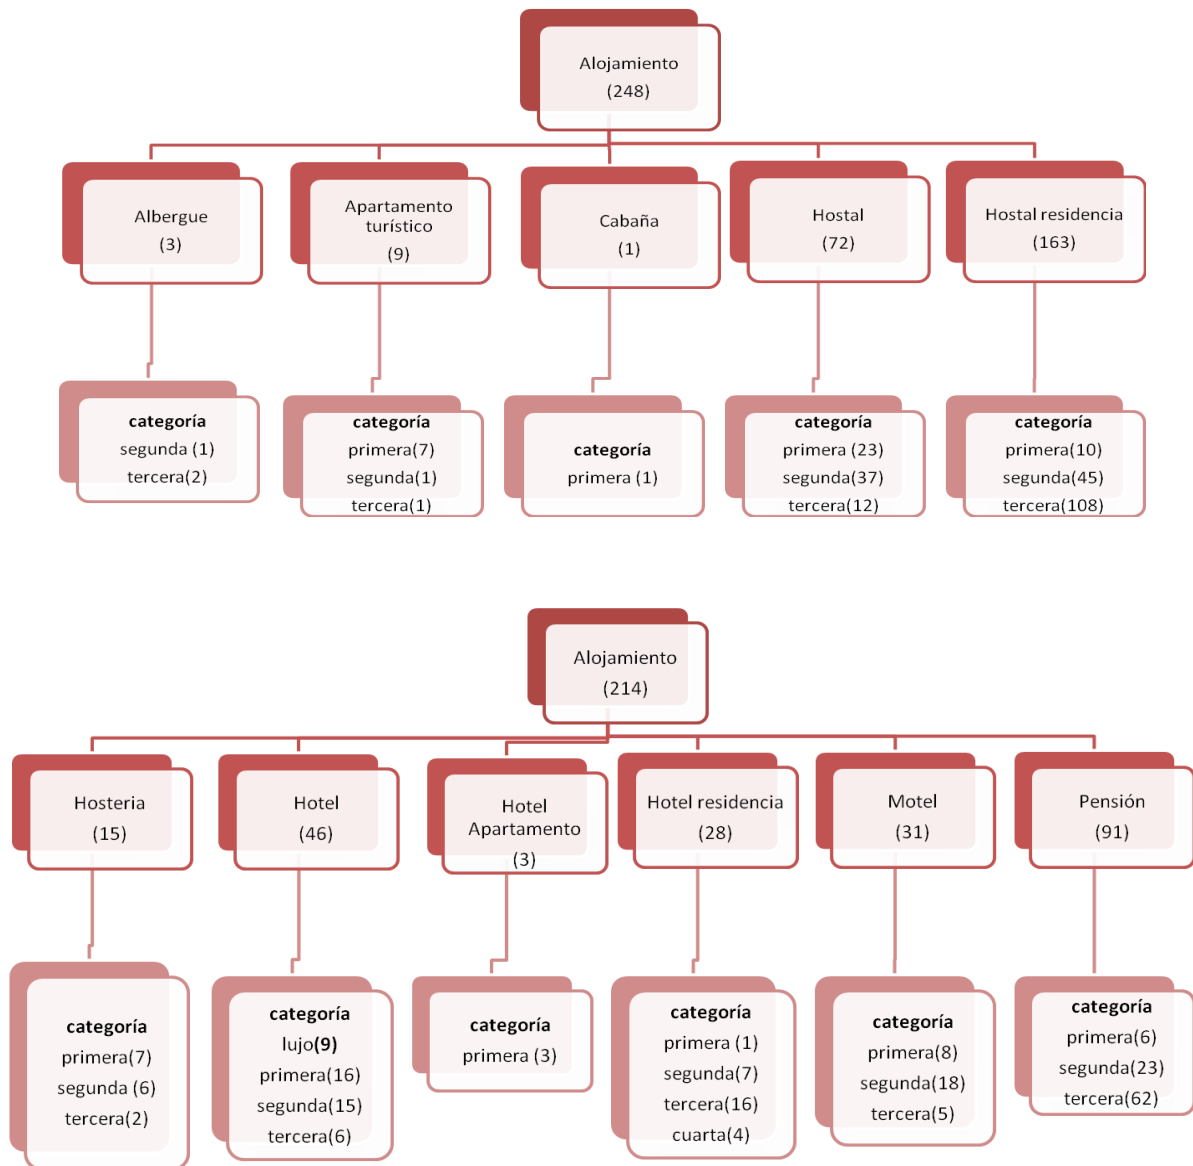 Alojamiento
(248)
Albergue
(3)
Apartamento
turístico
(9)
Cabaña
(1)
Hostal
(72)
Hostal residencia
(163)
categoría
segunda (1)
tercera(2)
categoría
primera(7)
segunda(1)
tercera(1)
categoría
primera (1)
categoría
primera (23)
segunda(37)
tercera(12)
categoría
primera(10)
segunda(45)
tercera(108)
Alojamiento
(214)
Hosteria
(15)
Hotel
(46)
Hotel
Apartamento
(3)
Hotel residencia
(28)
Motel
(31)
Pensión
(91)
categoría
primera(7)
segunda (6)
tercera(2)
categoría
lujo(9)
primera(16)
segunda(15)
tercera(6)
categoría
primera (3)
categoría
primera (1)
segunda(7)
tercera(16)
cuarta(4)
categoría
primera(8)
segunda(18)
tercera(5)
categoría
primera(6)
segunda(23)
tercera(62)